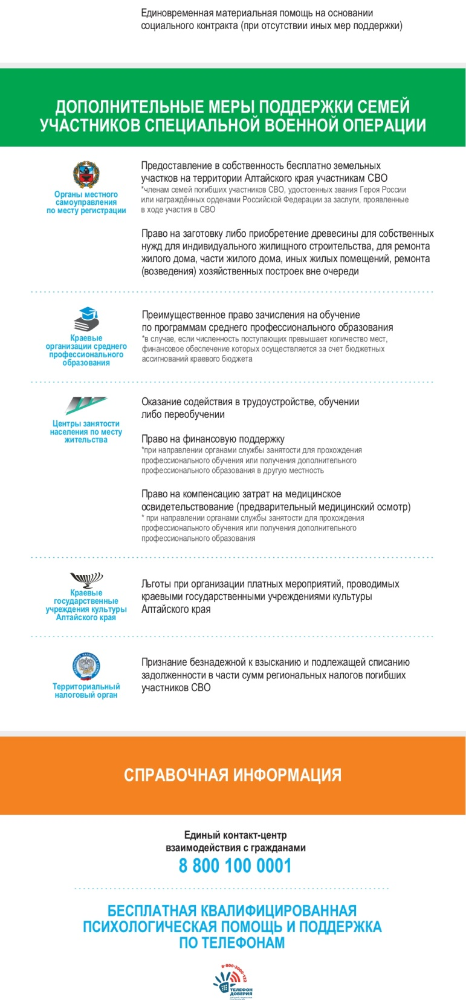 Единовременная материальная помощь на основании
социального контракта (при отсутствии иных мер поддержки)
ДОПОЛНИТЕЛЬНЫЕ МЕРЫ ПОДДЕРЖКИ СЕМЕЙ
УЧАСТНИКОВ СПЕЦИАЛЬНОЙ ВОЕННОЙ ОПЕРАЦИИ
Органы местного
самоуправления
по месту регистрации
Предоставление в собственность бесплатно земельных
участков на территории Алтайского края участникам СВО
*членам семей погибших участников СВО, удостоенных звания Героя России
или награждённых орденами Российской Федерации за заслуги, проявленные
в ходе участия в СВО
Право на заготовку либо приобретение древесины для собственных
нужд для индивидуального жилищного строительства, для ремонта
жилого дома, части жилого дома, иных жилых помещений, ремонта
(возведения) хозяйственных построек вне очереди
Краевые
организации среднего
профессионального
образования
Преимущественное право зачисления на обучение
по программам среднего профессионального образования
*в случае, если численность поступающих превышает количество мест,
финансовое обеспечение которых осуществляется за счет бюджетных
ассигнований краевого бюджета
Центры занятости
населения по месту
жительства
Оказание содействия в трудоустройстве, обучении
либо переобучении
Право на финансовую поддержку
*при направлении органами службы занятости для прохождения
профессионального обучения или получения дополнительного
профессионального образования в другую местность
Право на компенсацию затрат на медицинское
освидетельствование (предварительный медицинский осмотр)
* при направлении органами службы занятости для прохождения
профессионального обучения или получения дополнительного
профессионального образования
Краевые
государственные
учреждения культуры
Алтайского края
Льготы при организации платных мероприятий, проводимых
краевыми государственными учреждениями культуры
Алтайского края
Территориальный
налоговый орган
Признание безнадежной к взысканию и подлежащей списанию
задолженности в части сумм региональных налогов погибших
участников СВО
СПРАВОЧНАЯ ИНФОРМАЦИЯ
Единый контакт-центр
взаимодействия с гражданами
8 800 100 0001
БЕСПЛАТНАЯ КВАЛИФИЦИРОВАННАЯ
ПСИХОЛОГИЧЕСКАЯ ПОМОЩЬ И ПОДДЕРЖКА
ПО ТЕЛЕФОНАМ
8-800-2000-122
ТЕЛЕФОН
ДОВЕРИЯ